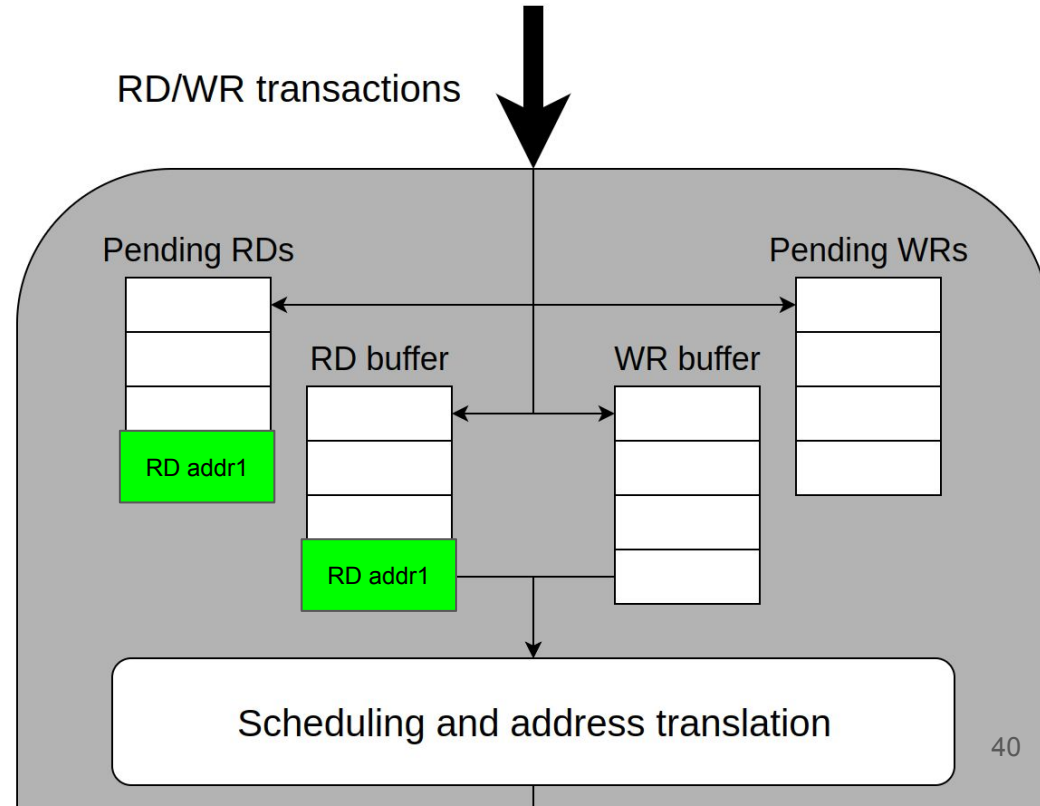 RD/WR transactions
Pending RDs
Pending WRs
RD buffer
WR buffer
RD addr1
RD addr1
Scheduling and address translation
40